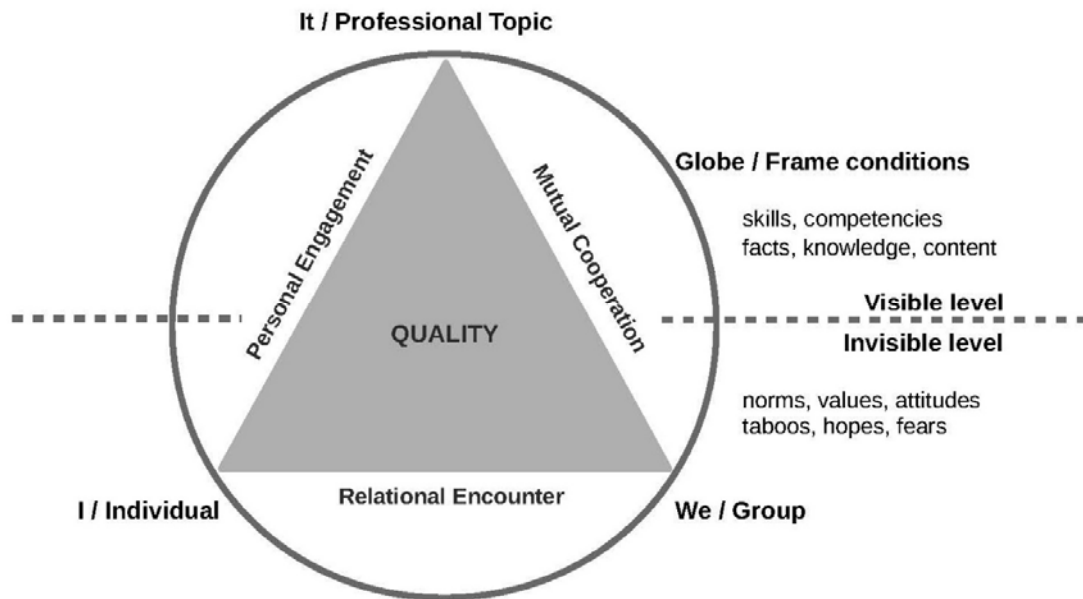 It / Professional Topic
Personal Engagement
Mutual Cooperation
Globe / Frame conditions
skills, competencies
facts, knowledge, content
Visible level
QUALITY
Invisible level
norms, values, attitudes
taboos, hopes, fears
Relational Encounter
I / Individual
We / Group